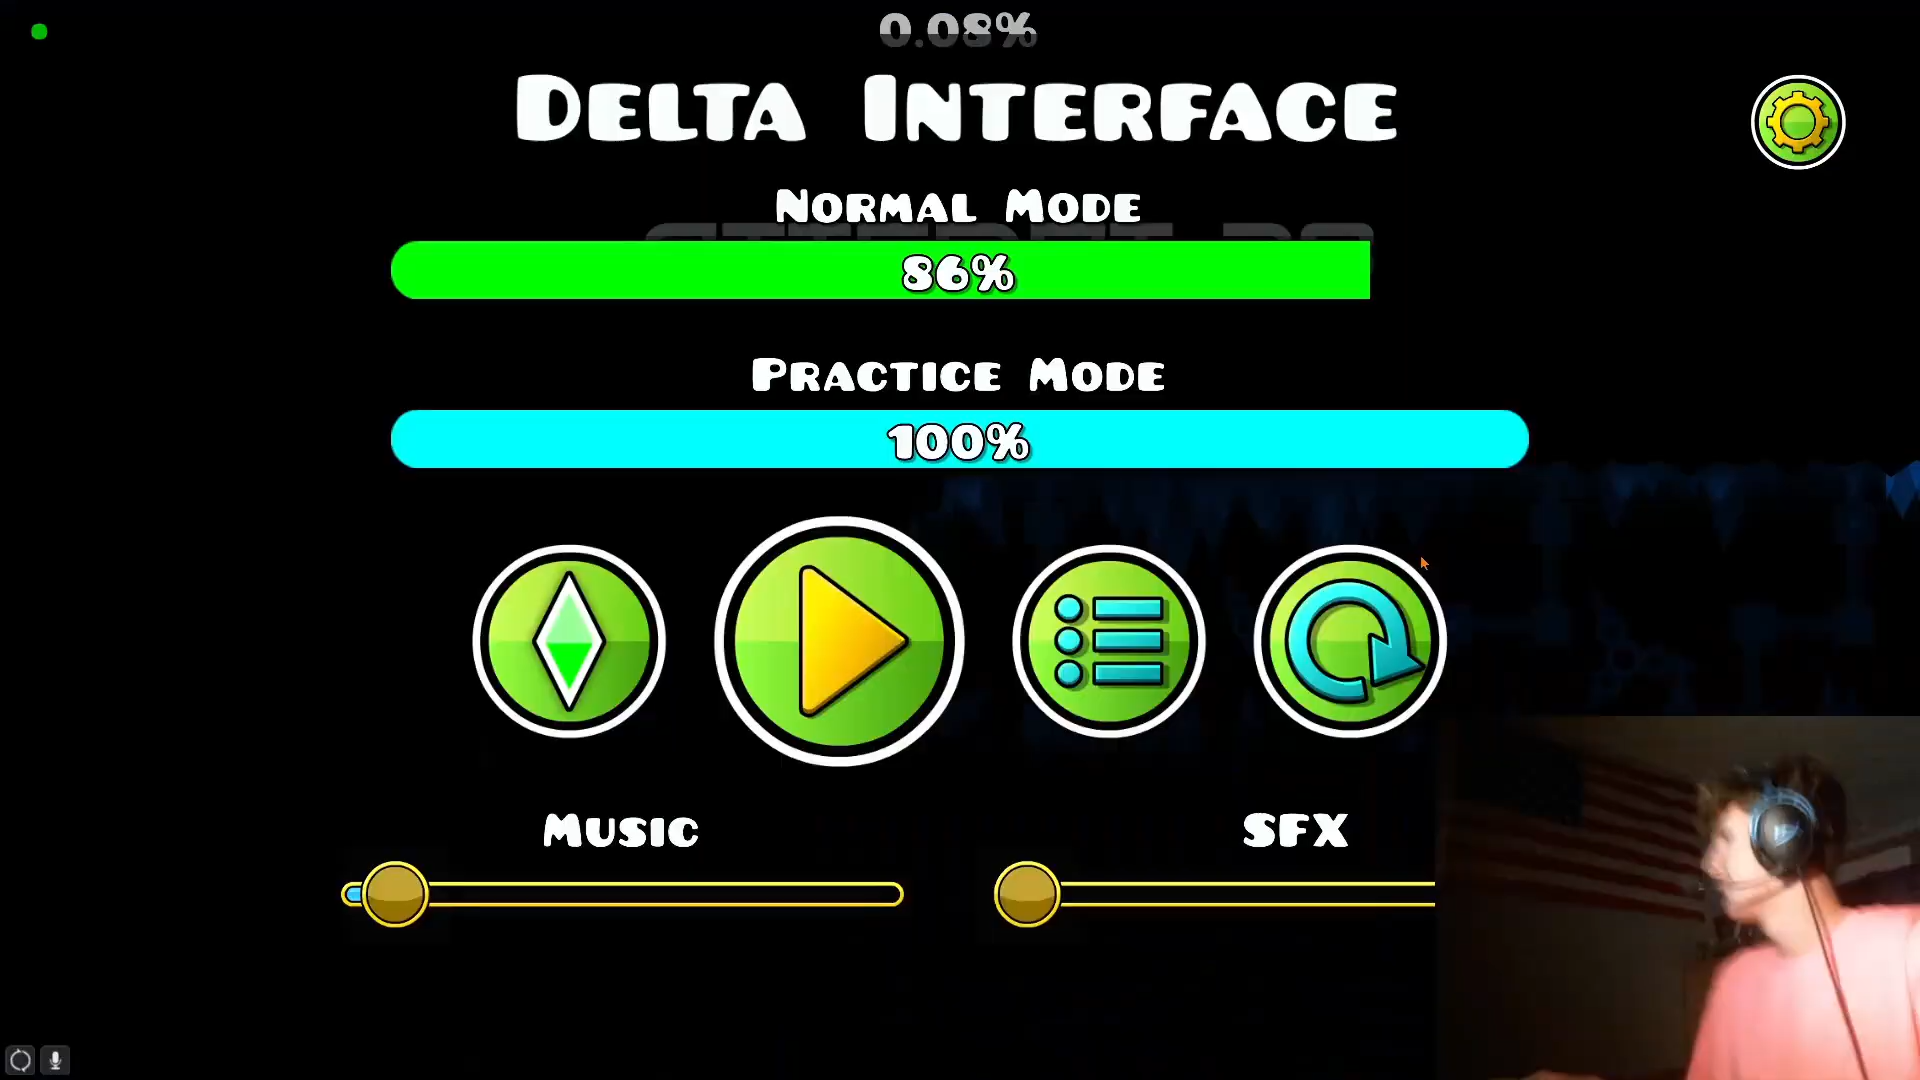 0.08%
Delta Interface
Normal Mode
86%
Practice Mode
100%
Music
SFX